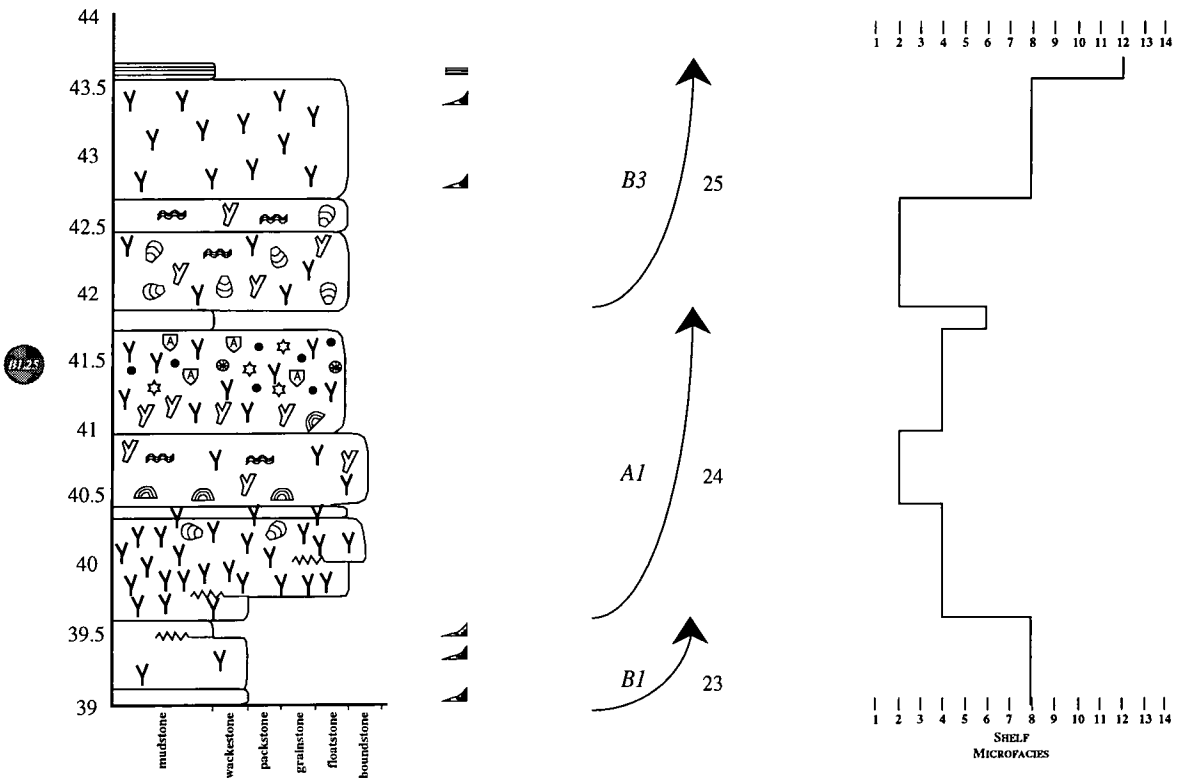 44
43.5
43
42.5
42
41.5
41
40.5
40
39.5
39
A A A A
mudstone
wackestone
packstone
grainstone
floatstone
boundstone
B3 25
A1 24
B1 23
1 2 3 4 5 6 7 8 9 10 11 12 13 14
1 2 3 4 5 6 7 8 9 10 11 12 13 14
SHELF
MICROFACIES